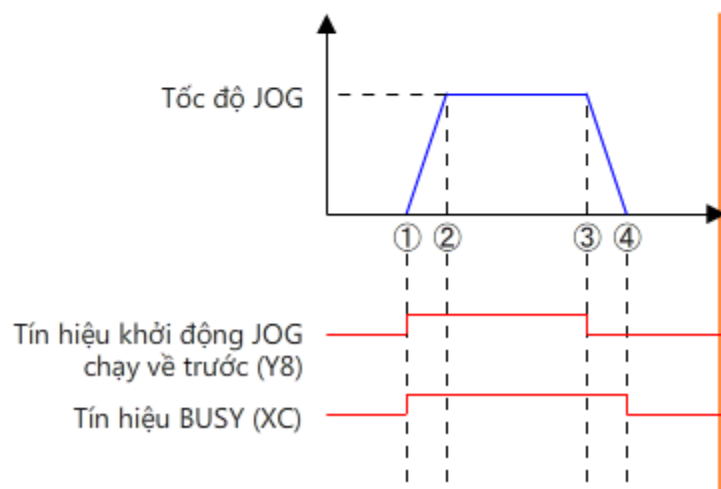 Tốc độ JOG
① ② ③ ④
Tín hiệu khởi động JOG
chạy về trước (Y8)
Tín hiệu BUSY (XC)